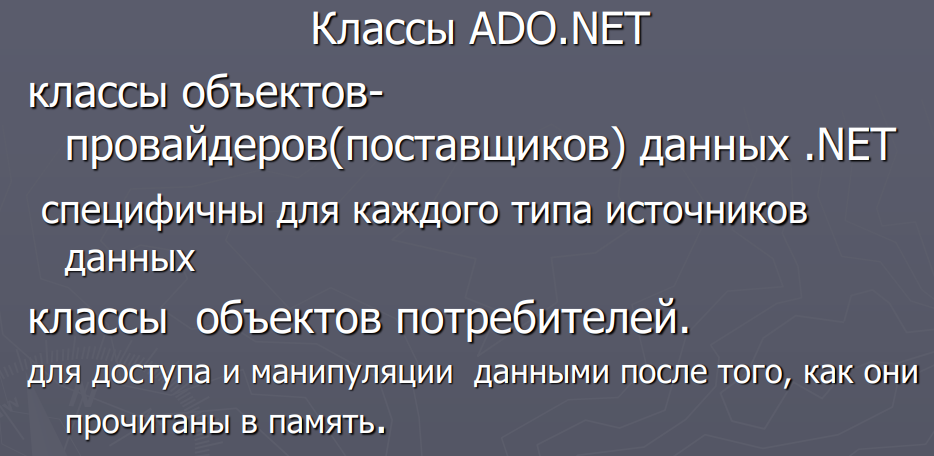 Классы ADO.NET
классы объектов-
провайдеров(поставщиков) данных .NET
специфичны для каждого типа источников
данных
классы  объектов потребителей.
для доступа и манипуляции  данными после того, как они
прочитаны в память.